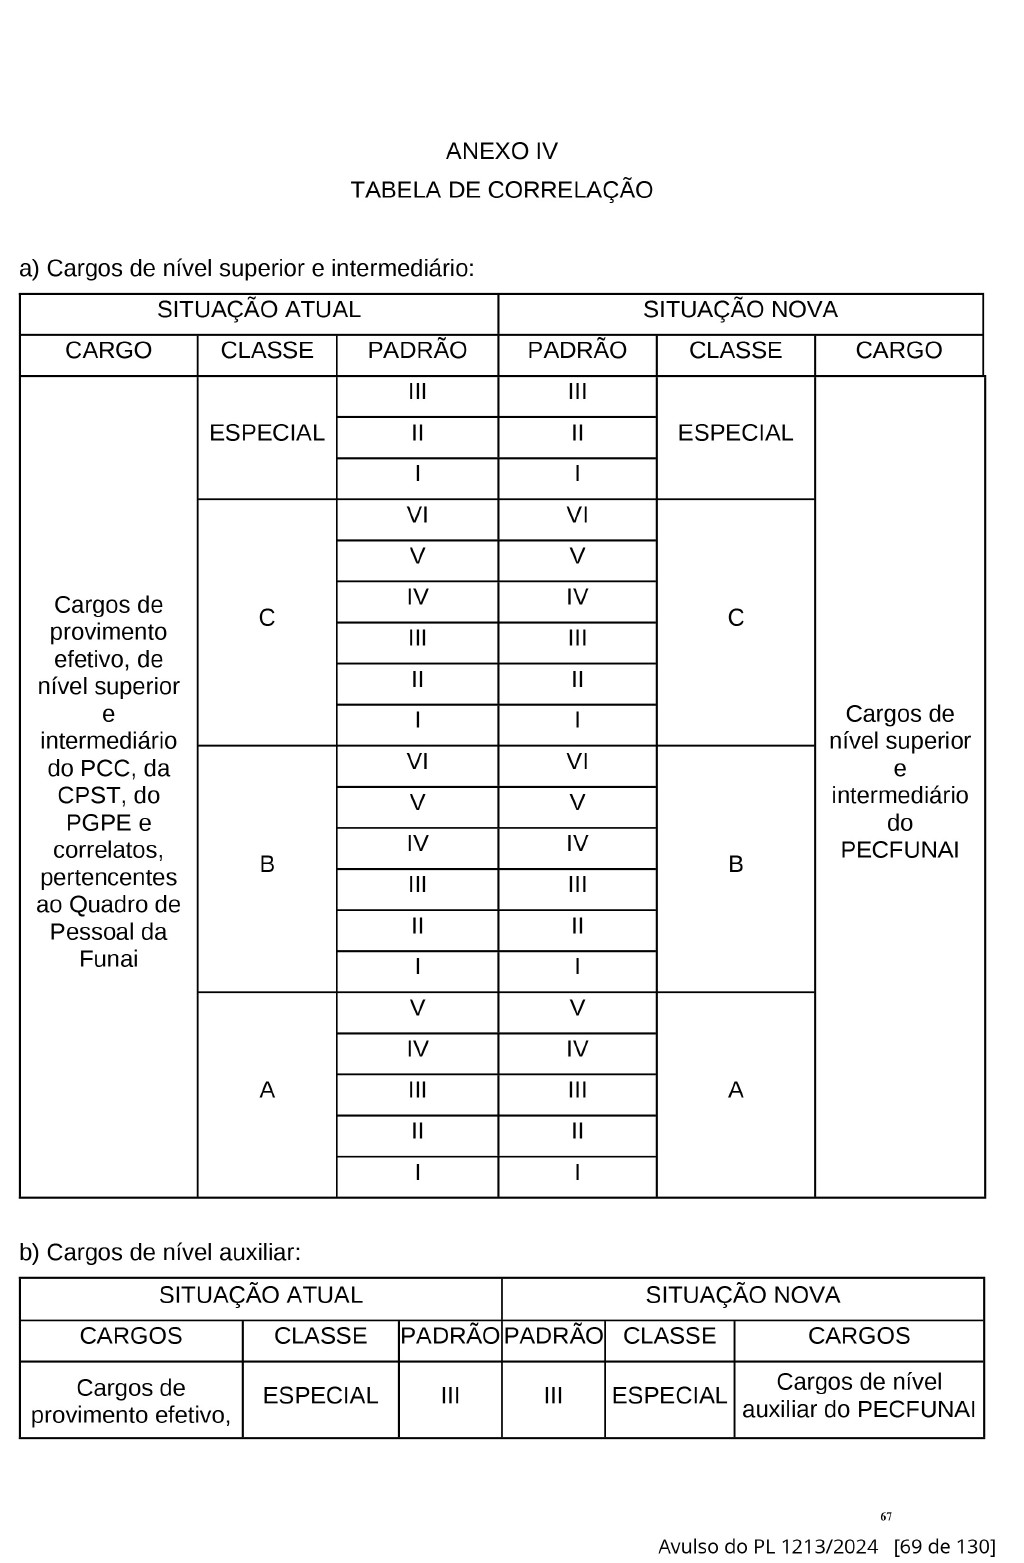 ANEXO IV
TABELA DE CORRELAÇÃO
a) Cargos de nível superior e intermediário:
SITUAÇÃO ATUAL SITUAÇÃO NOVA
CARGO CLASSE PADRÃO PADRÃO CLASSE CARGO
Cargos de
provimento
efetivo, de
nível superior
e
intermediário
do PCC, da
CPST, do
PGPE e
correlatos,
pertencentes
ao Quadro de
Pessoal da
Funai
ESPECIAL
III III
II II
I I
ESPECIAL
C
VI VI
V V
IV IV
III III
II II
I I
C
B
VI VI
V V
IV IV
III III
II II
I I
B
A
V V
IV IV
III III
II II
I I
A
Cargos de
nível superior
e
intermediário
do
PECFUNAI
b) Cargos de nível auxiliar:
SITUAÇÃO ATUAL SITUAÇÃO NOVA
CARGOS CLASSE PADRÃO PADRÃO CLASSE CARGOS
Cargos de
provimento efetivo,
ESPECIAL III III ESPECIAL
Cargos de nível
auxiliar do PECFUNAI
67
Avulso do PL 1213/2024 [69 de 130]